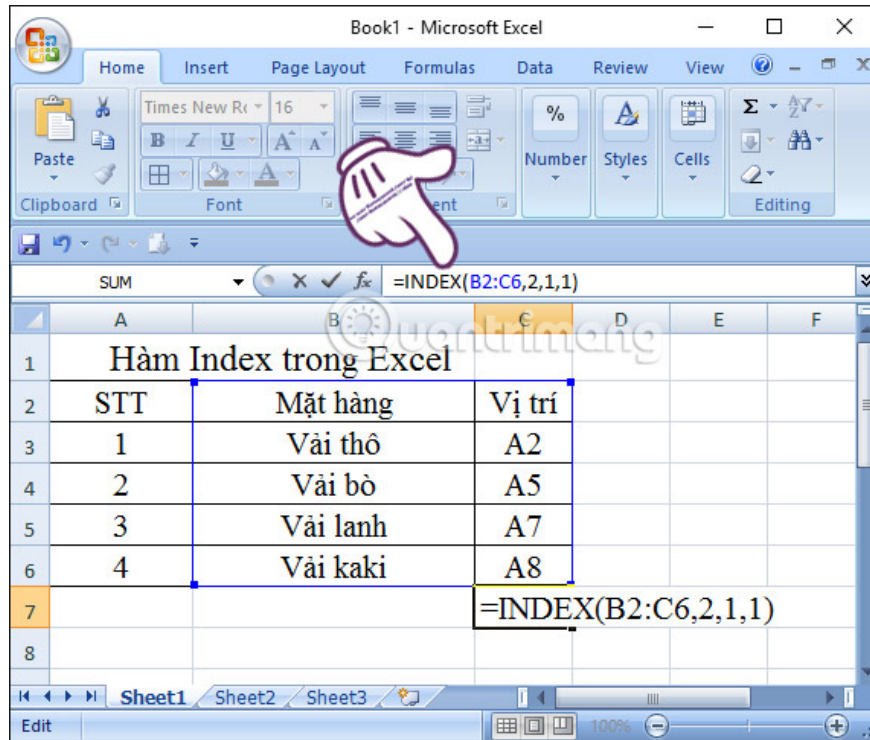 Book1 - Microsoft Excel
Home Insert Page Layout Formulas Data Review View
Times New Ro 16
Paste
B I U A A
% Number Styles Cells
Clipboard Font Editing
SUM =INDEX(B2:C6,2,1,1)
Quantrimang
A B C D E F
1 Hàm Index trong Excel
2 STT Mặt hàng Vị trí
3 1 Vải thô A2
4 2 Vải bò A5
5 3 Vải lanh A7
6 4 Vải kaki A8
7 =INDEX(B2:C6,2,1,1)
8
Sheet1 Sheet2 Sheet3
Edit 100%